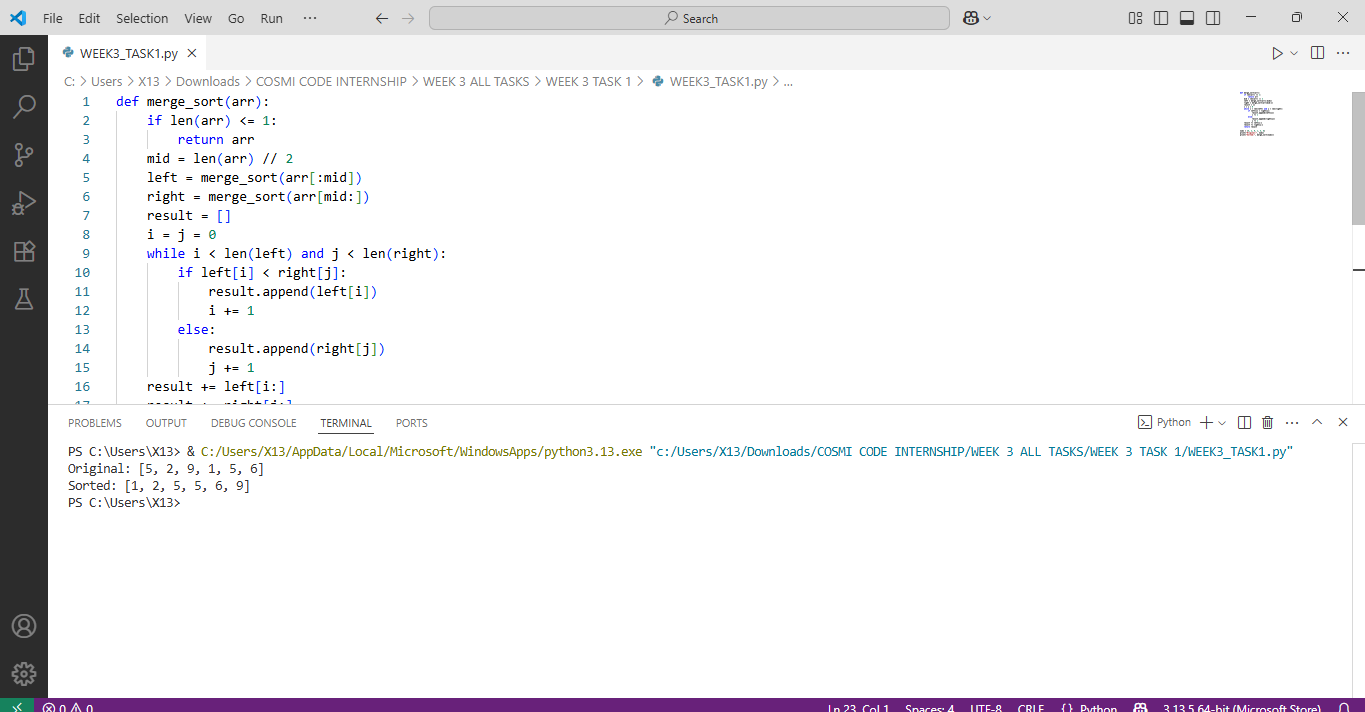 File Edit Selection View Go Run ··· Search
WEEK3_TASK1.py
C: > Users > X13 > Downloads > COSMI CODE INTERNSHIP > WEEK 3 ALL TASKS > WEEK 3 TASK 1 > WEEK3_TASK1.py > ...
1 def merge_sort(arr):
2     if len(arr) <= 1:
3         return arr
4     mid = len(arr) // 2
5     left = merge_sort(arr[:mid])
6     right = merge_sort(arr[mid:])
7     result = []
8     i = j = 0
9     while i < len(left) and j < len(right):
10         if left[i] < right[j]:
11             result.append(left[i])
12             i += 1
13         else:
14             result.append(right[j])
15             j += 1
16     result += left[i:]
17     result += right[j:]
PROBLEMS OUTPUT DEBUG CONSOLE TERMINAL PORTS Python
PS C:\Users\X13> & C:/Users/X13/AppData/Local/Microsoft/WindowsApps/python3.13.exe "c:/Users/X13/Downloads/COSMI CODE INTERNSHIP/WEEK 3 ALL TASKS/WEEK 3 TASK 1/WEEK3_TASK1.py"
Original: [5, 2, 9, 1, 5, 6]
Sorted: [1, 2, 5, 5, 6, 9]
PS C:\Users\X13>
0 0 Ln 23, Col 1 Spaces: 4 UTF-8 CRLF {} Python 3.13.5 64-bit (Microsoft Store)